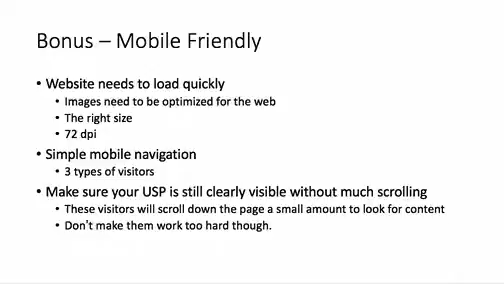 Bonus – Mobile Friendly
• Website needs to load quickly
• Images need to be optimized for the web
• The right size
• 72 dpi
• Simple mobile navigation
• 3 types of visitors
• Make sure your USP is still clearly visible without much scrolling
• These visitors will scroll down the page a small amount to look for content
• Don't make them work too hard though.